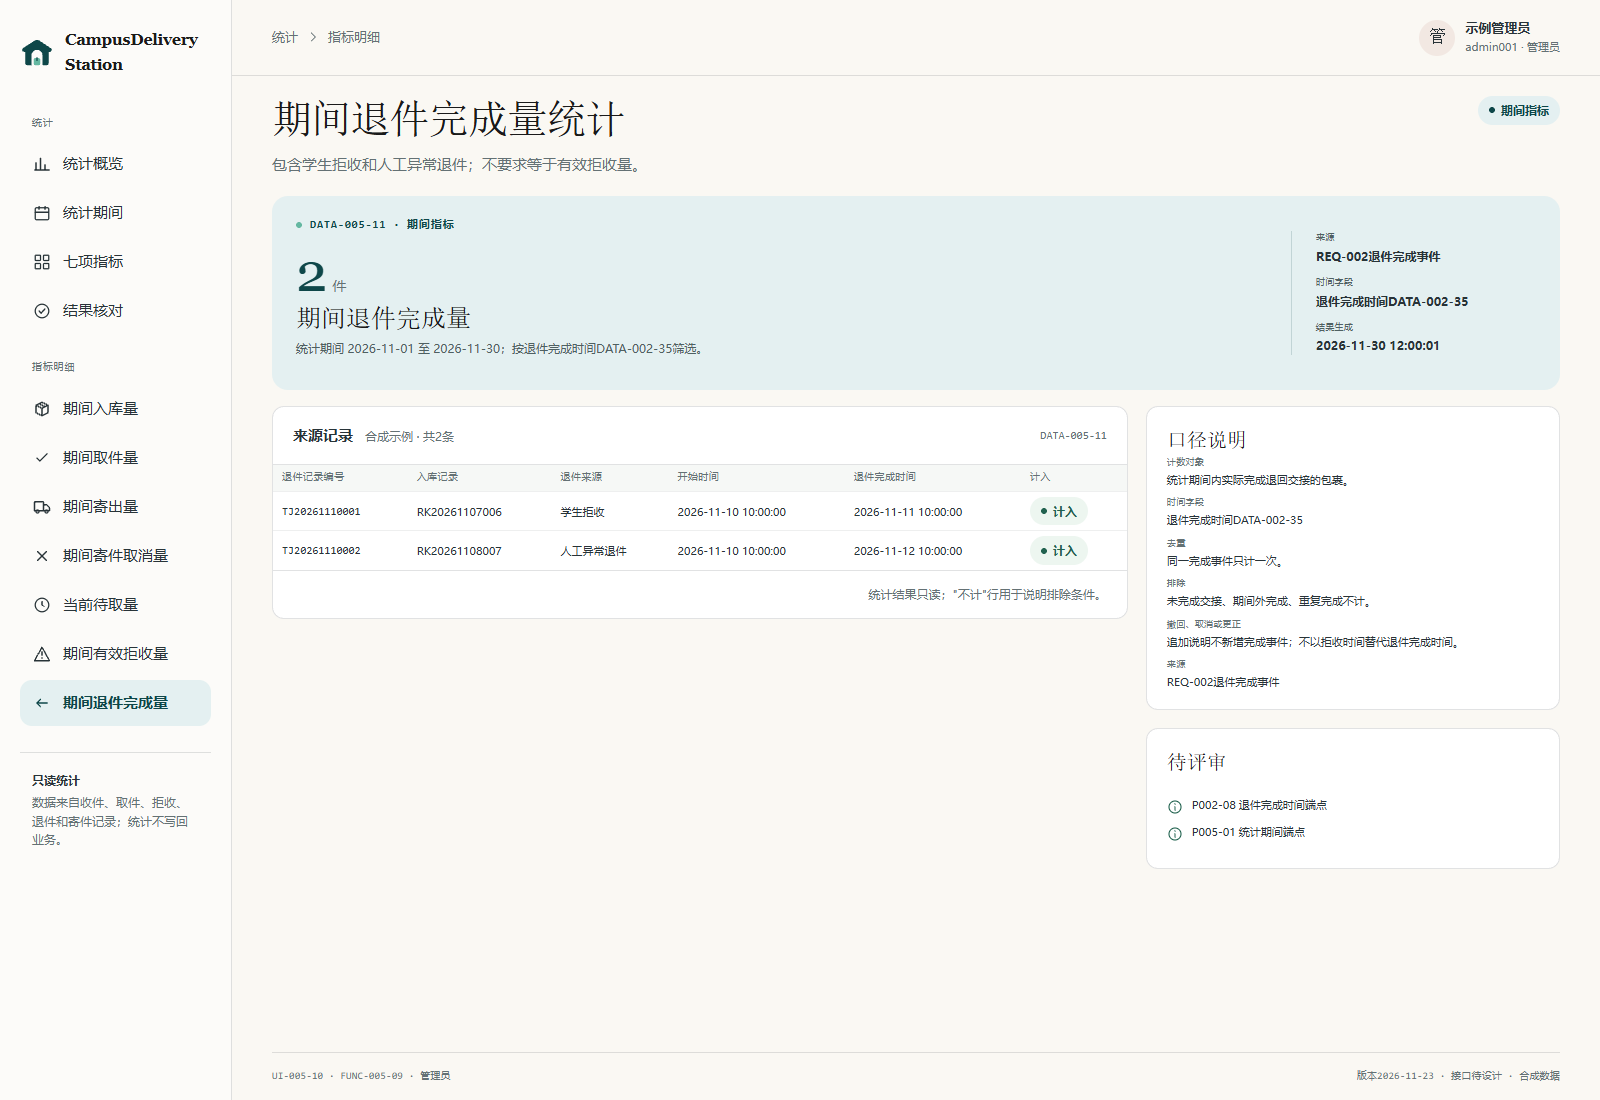 CampusDelivery
Station
统计
统计概览
统计期间
七项指标
结果核对
指标明细
期间入库量
期间取件量
期间寄出量
期间寄件取消量
当前待取量
期间有效拒收量
期间退件完成量
只读统计
数据来自收件、取件、拒收、
退件和寄件记录；统计不写回
业务。
统计 > 指标明细
管
示例管理员
admin001 · 管理员
期间退件完成量统计
期间指标
包含学生拒收和人工异常退件；不要求等于有效拒收量。
DATA-005-11 · 期间指标
2 件
期间退件完成量
统计期间 2026-11-01 至 2026-11-30；按退件完成时间DATA-002-35筛选。
来源
REQ-002退件完成事件
时间字段
退件完成时间DATA-002-35
结果生成
2026-11-30 12:00:01
来源记录 合成示例 · 共2条 DATA-005-11
退件记录编号 入库记录 退件来源 开始时间 退件完成时间 计入
TJ20261110001 RK20261107006 学生拒收 2026-11-10 10:00:00 2026-11-11 10:00:00 计入
TJ20261110002 RK20261108007 人工异常退件 2026-11-10 10:00:00 2026-11-12 10:00:00 计入
统计结果只读；"不计"行用于说明排除条件。
口径说明
计数对象
统计期间内实际完成退回交接的包裹。
时间字段
退件完成时间DATA-002-35
去重
同一完成事件只计一次。
排除
未完成交接、期间外完成、重复完成不计。
撤回、取消或更正
追加说明不新增完成事件；不以拒收时间替代退件完成时间。
来源
REQ-002退件完成事件
待评审
P002-08 退件完成时间端点
P005-01 统计期间端点
UI-005-10 · FUNC-005-09 · 管理员
版本2026-11-23 · 接口待设计 · 合成数据